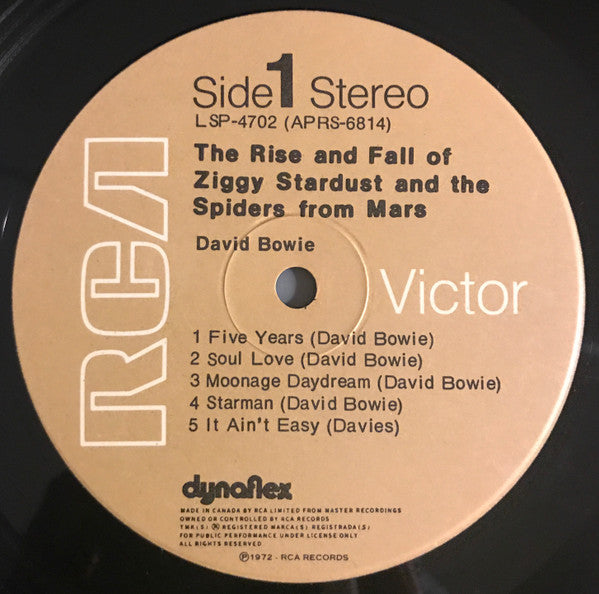 Side 1 Stereo
LSP-4702 (APRS-6814)
The Rise and Fall of
Ziggy Stardust and the
Spiders from Mars
David Bowie
RCA
Victor
1 Five Years (David Bowie)
2 Soul Love (David Bowie)
3 Moonage Daydream (David Bowie)
4 Starman (David Bowie)
5 It Ain't Easy (Davies)
dynaflex
MADE IN CANADA BY RCA LIMITED FROM MASTER RECORDINGS
OWNED OR CONTROLLED BY RCA RECORDS
TMK(S) ® REGISTERED MARCA(S) REGISTRADA(S)
FOR PUBLIC PERFORMANCE UNDER LICENSE ONLY
ALL RIGHTS RESERVED
℗1972 - RCA RECORDS